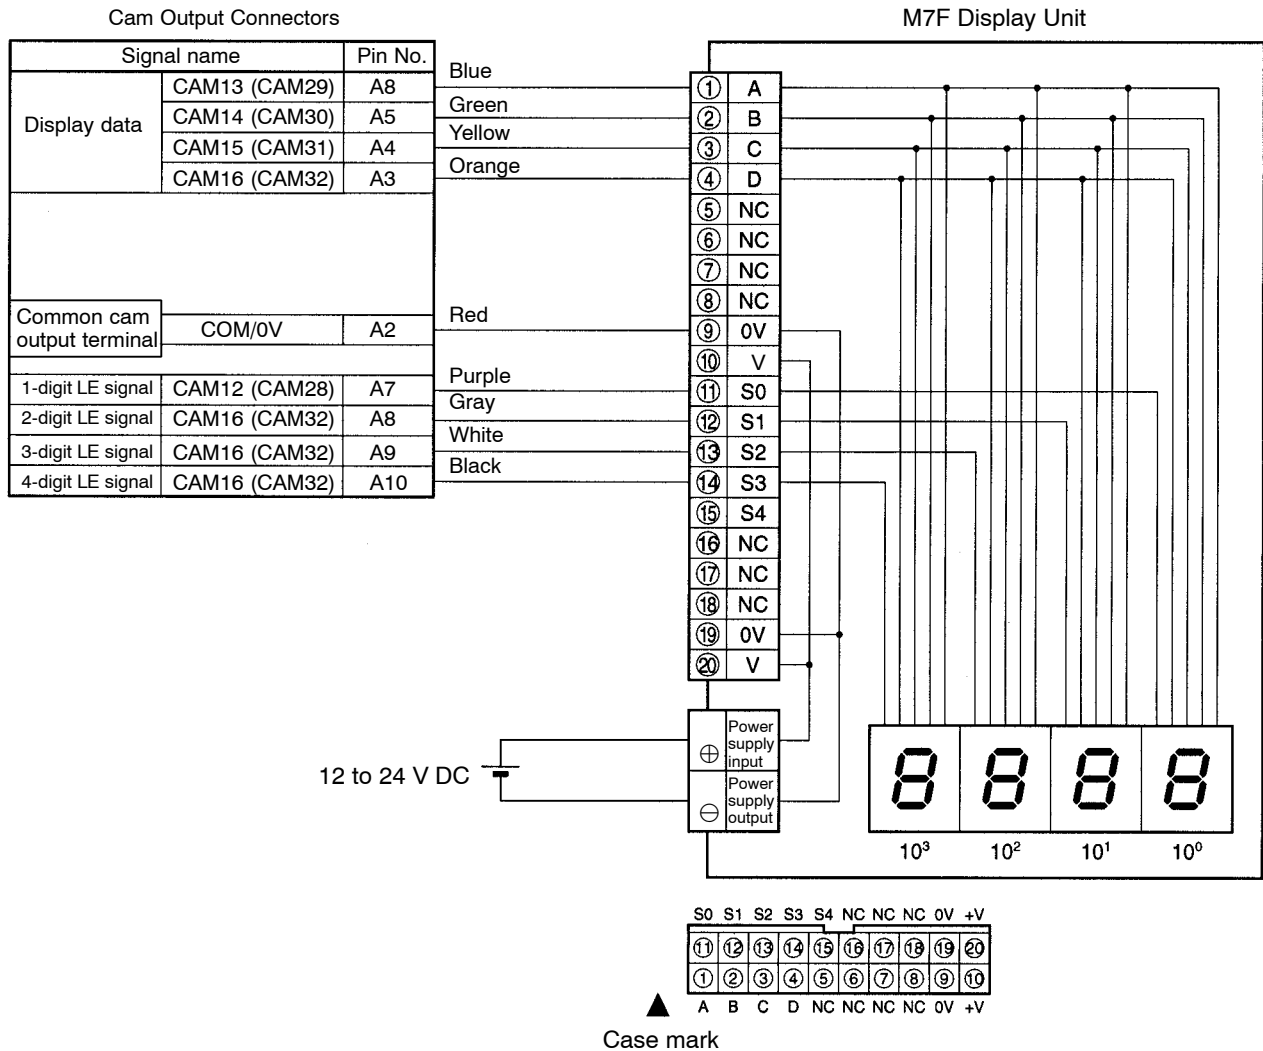 Cam Output Connectors
M7F Display Unit
Signal name Pin No.
Display data
CAM13 (CAM29) A8
CAM14 (CAM30) A5
CAM15 (CAM31) A4
CAM16 (CAM32) A3
Common cam
output terminal
COM/0V A2
1-digit LE signal CAM12 (CAM28) A7
2-digit LE signal CAM16 (CAM32) A8
3-digit LE signal CAM16 (CAM32) A9
4-digit LE signal CAM16 (CAM32) A10
Blue
Green
Yellow
Orange
Red
Purple
Gray
White
Black
① A
② B
③ C
④ D
⑤ NC
⑥ NC
⑦ NC
⑧ NC
⑨ 0V
⑩ V
⑪ S0
⑫ S1
⑬ S2
⑭ S3
⑮ S4
⑯ NC
⑰ NC
⑱ NC
⑲ 0V
⑳ V
⊕ Power
supply
input
⊖ Power
supply
output
12 to 24 V DC
8 8 8 8
10³ 10² 10¹ 10⁰
S0 S1 S2 S3 S4 NC NC NC 0V +V
⑪ ⑫ ⑬ ⑭ ⑮ ⑯ ⑰ ⑱ ⑲ ⑳
① ② ③ ④ ⑤ ⑥ ⑦ ⑧ ⑨ ⑩
A B C D NC NC NC NC 0V +V
Case mark